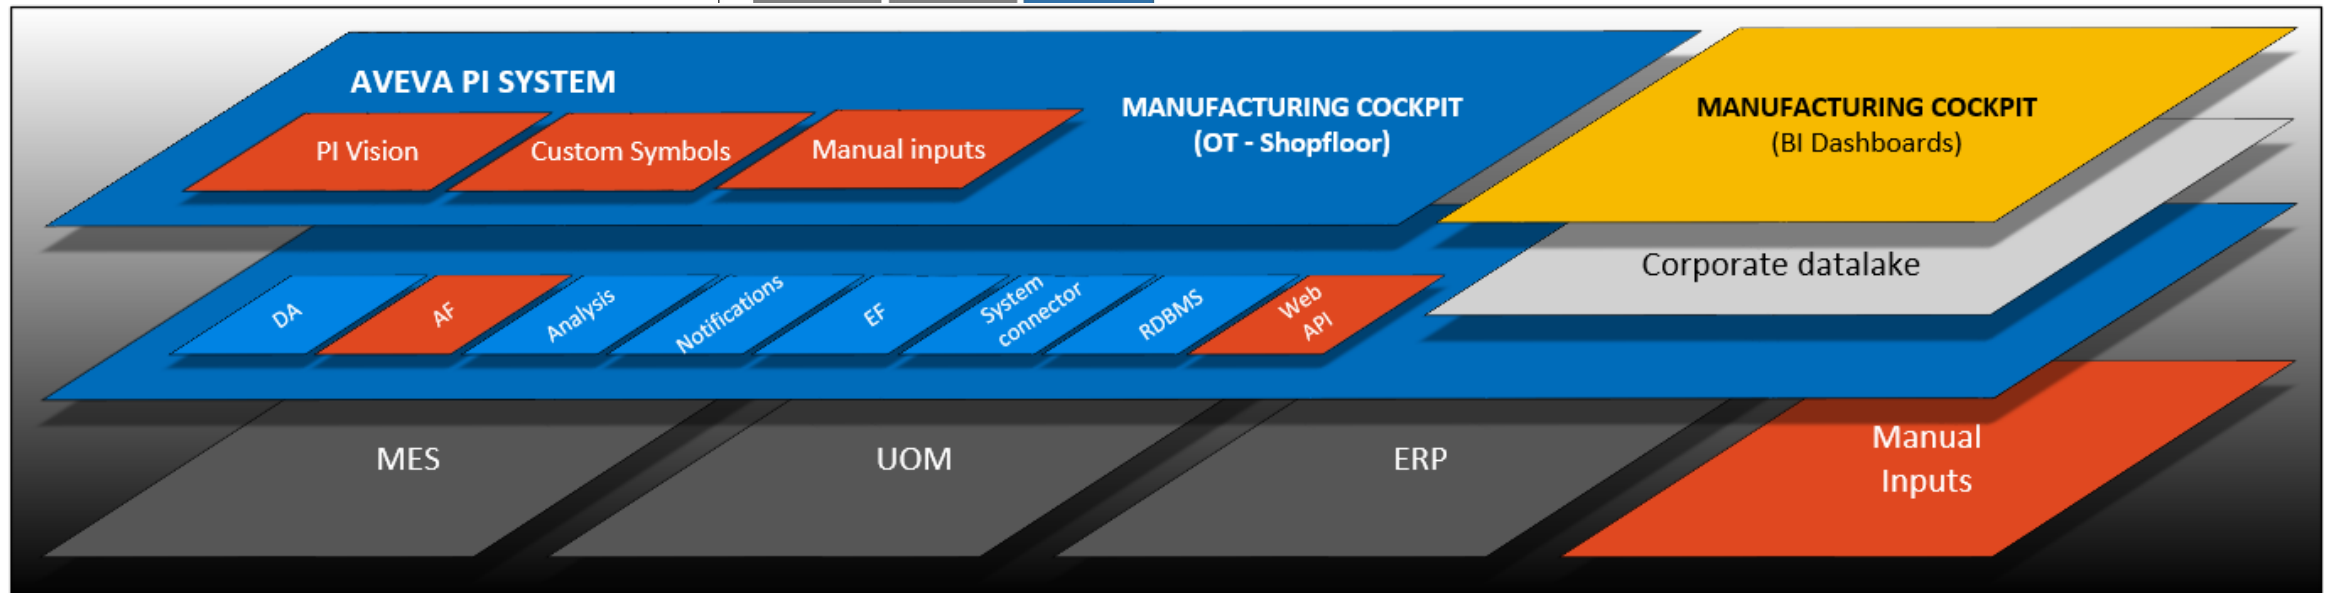 AVEVA PI SYSTEM
PI Vision
Custom Symbols
Manual inputs
MANUFACTURING COCKPIT
(OT - Shopfloor)
MANUFACTURING COCKPIT
(BI Dashboards)
Corporate datalake
DA
AF
Analysis
Notifications
EF
System
connector
RDBMS
Web
API
MES
UOM
ERP
Manual
Inputs